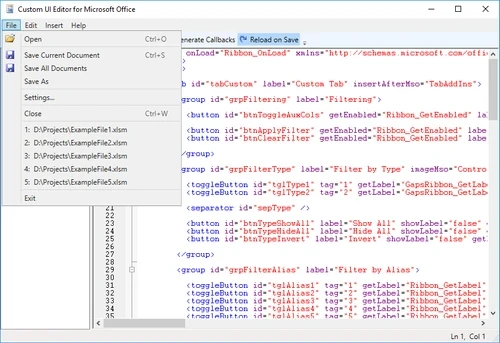 Custom UI Editor for Microsoft Office
File Edit Insert Help
Open Ctrl+O
Save Current Document Ctrl+S
Save All Documents
Save As
Settings...
Close Ctrl+W
1: D:\Projects\ExampleFile1.xlsm
2: D:\Projects\ExampleFile2.xlsm
3: D:\Projects\ExampleFile3.xlsm
4: D:\Projects\ExampleFile4.xlsm
5: D:\Projects\ExampleFile5.xlsm
Exit
enerate Callbacks Reload on Save
onLoad="Ribbon_OnLoad" xmlns="http://schemas.microsoft.com/offic
>
>
b id="tabCustom" label="Custom Tab" insertAfterMso="TabAddIns">
group id="grpFiltering" label="Filtering">
<button id="btnToggleAuxCols" getEnabled="Ribbon_GetEnabled" lab
<button id="btnApplyFilter" getEnabled="Ribbon_GetEnabled" label
<button id="btnClearFilter" getEnabled="Ribbon_GetEnabled" label
/group>
group id="grpFilterType" label="Filter by Type" imageMso="Contro
<toggleButton id="tglType1" tag="1" getLabel="GapsRibbon_GetLabe
<toggleButton id="tglType2" tag="2" getLabel="GapsRibbon_GetLabe
21 <separator id="sepType" />
22
23 <button id="btnTypeShowAll" label="Show All" showLabel="false"
24 <button id="btnTypeHideAll" label="Hide All" showLabel="false"
25 <button id="btnTypeInvert" label="Invert" showLabel="false" get
26
27 </group>
28
29 <group id="grpFilterAlias" label="Filter by Alias">
30
31 <toggleButton id="tglAlias1" tag="1" getLabel="Ribbon_GetLabel"
32 <toggleButton id="tglAlias2" tag="2" getLabel="Ribbon_GetLabel"
33 <toggleButton id="tglAlias3" tag="3" getLabel="Ribbon_GetLabel"
34 <toggleButton id="tglAlias4" tag="4" getLabel="Ribbon_GetLabel"
35 <toggleButton id="tglAlias5" tag="5" getLabel="Ribbon_GetLabel"
Ln 1, Col 1